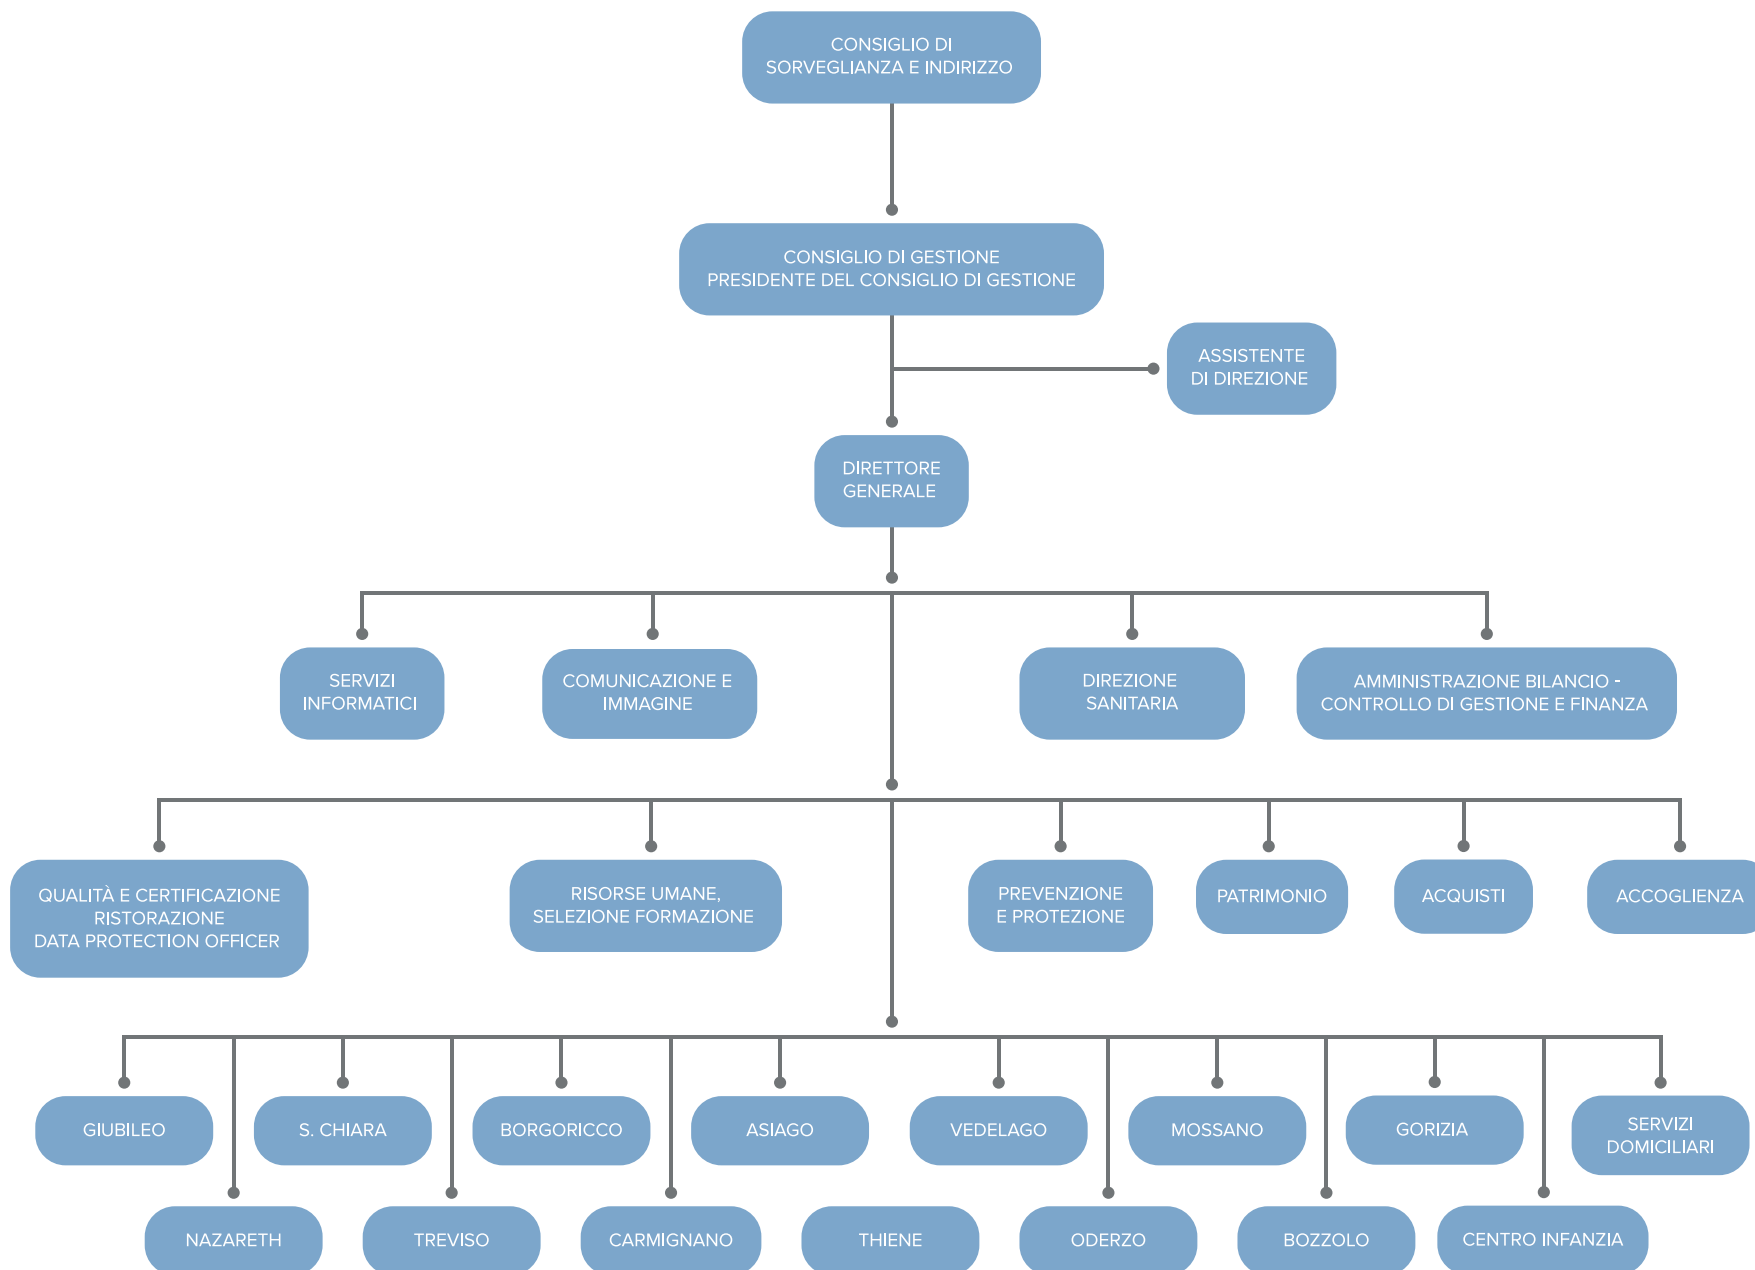 CONSIGLIO DI
SORVEGLIANZA E INDIRIZZO
CONSIGLIO DI GESTIONE
PRESIDENTE DEL CONSIGLIO DI GESTIONE
ASSISTENTE
DI DIREZIONE
DIRETTORE
GENERALE
SERVIZI
INFORMATICI
COMUNICAZIONE E
IMMAGINE
DIREZIONE
SANITARIA
AMMINISTRAZIONE BILANCIO -
CONTROLLO DI GESTIONE E FINANZA
QUALITÀ E CERTIFICAZIONE
RISTORAZIONE
DATA PROTECTION OFFICER
RISORSE UMANE,
SELEZIONE FORMAZIONE
PREVENZIONE
E PROTEZIONE
PATRIMONIO
ACQUISTI
ACCOGLIENZA
GIUBILEO
S. CHIARA
BORGORICCO
ASIAGO
VEDELAGO
MOSSANO
GORIZIA
SERVIZI
DOMICILIARI
NAZARETH
TREVISO
CARMIGNANO
THIENE
ODERZO
BOZZOLO
CENTRO INFANZIA